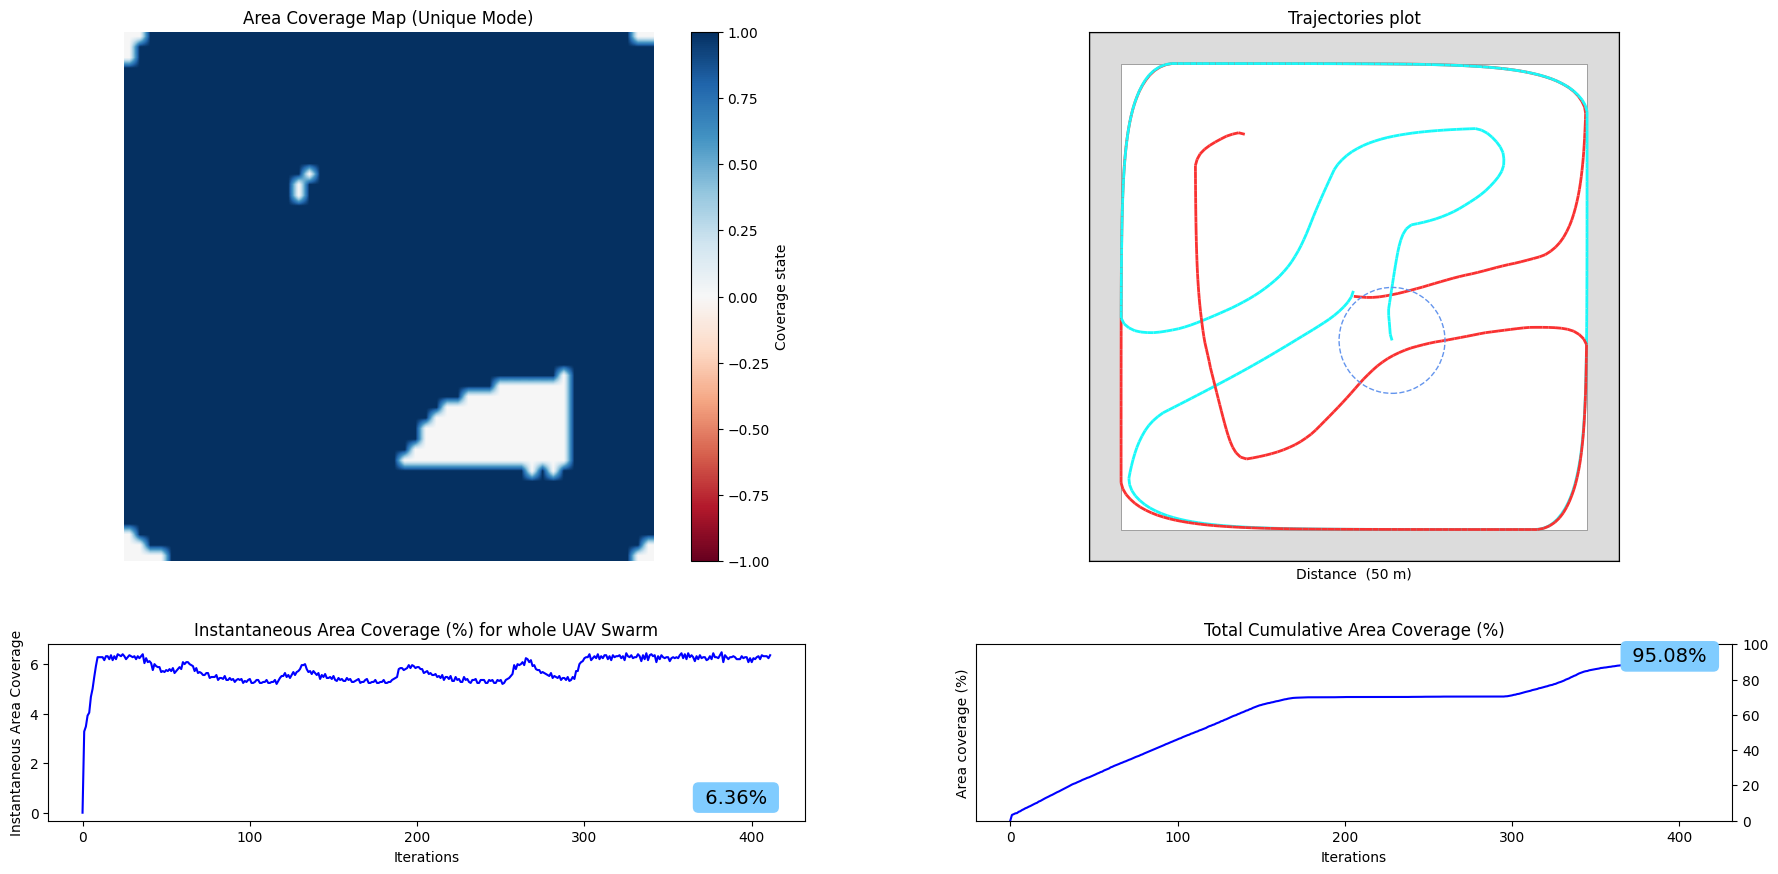 Area Coverage Map (Unique Mode)
1.00
0.75
0.50
0.25
0.00
−0.25
−0.50
−0.75
−1.00
Coverage state
Trajectories plot
Distance  (50 m)
Instantaneous Area Coverage (%) for whole UAV Swarm
Instantaneous Area Coverage
6
4
2
0
6.36%
0 100 200 300 400
Iterations
Total Cumulative Area Coverage (%)
Area coverage (%)
95.08%
100
80
60
40
20
0
0 100 200 300 400
Iterations